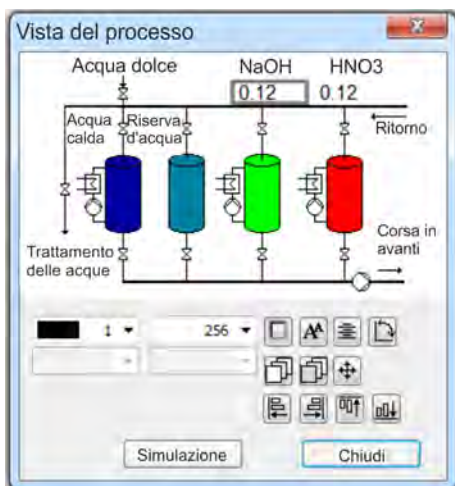 Vista del processo
Acqua dolce
NaOH
HNO3
0.12
0.12
Acqua
calda
Riserva
d'acqua
Ritorno
Trattamento
delle acque
Corsa in
avanti
1
256
AA
Simulazione
Chiudi